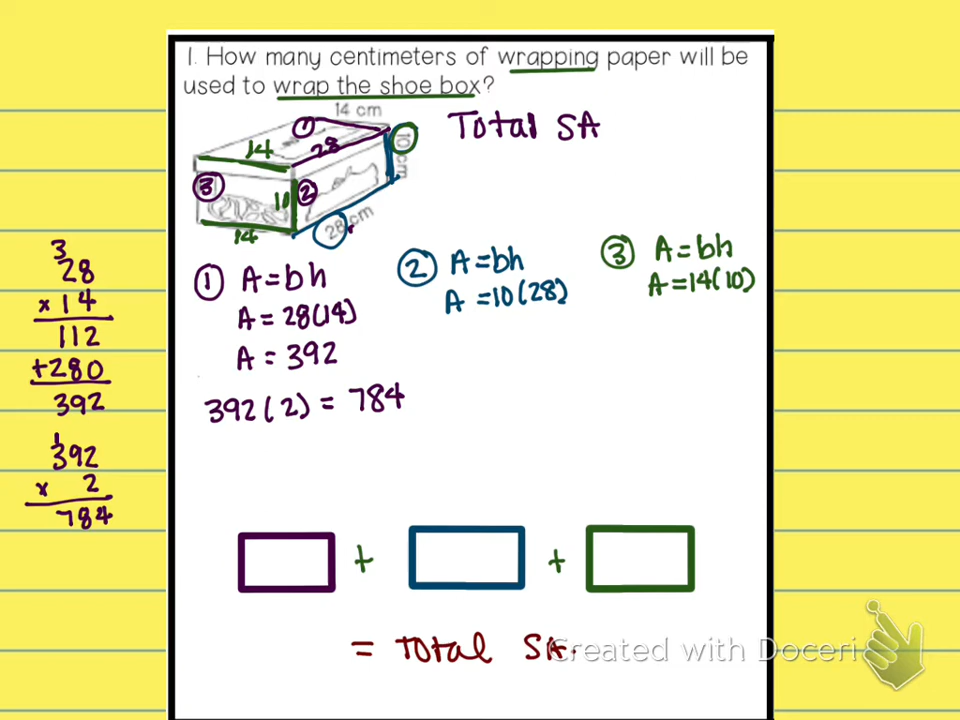 1. How many centimeters of wrapping paper will be
used to wrap the shoe box?
14 cm
Total SA
①
14
28
10 cm
③
10
②
14
28 cm
① A = bh
A = 28(14)
A = 392
392(2) = 784
② A = bh
A = 10(28)
③ A = bh
A = 14(10)
3
28
x 14
112
+280
392
1
392
x 2
784
+ +
= Total SA.
Created with Doceri